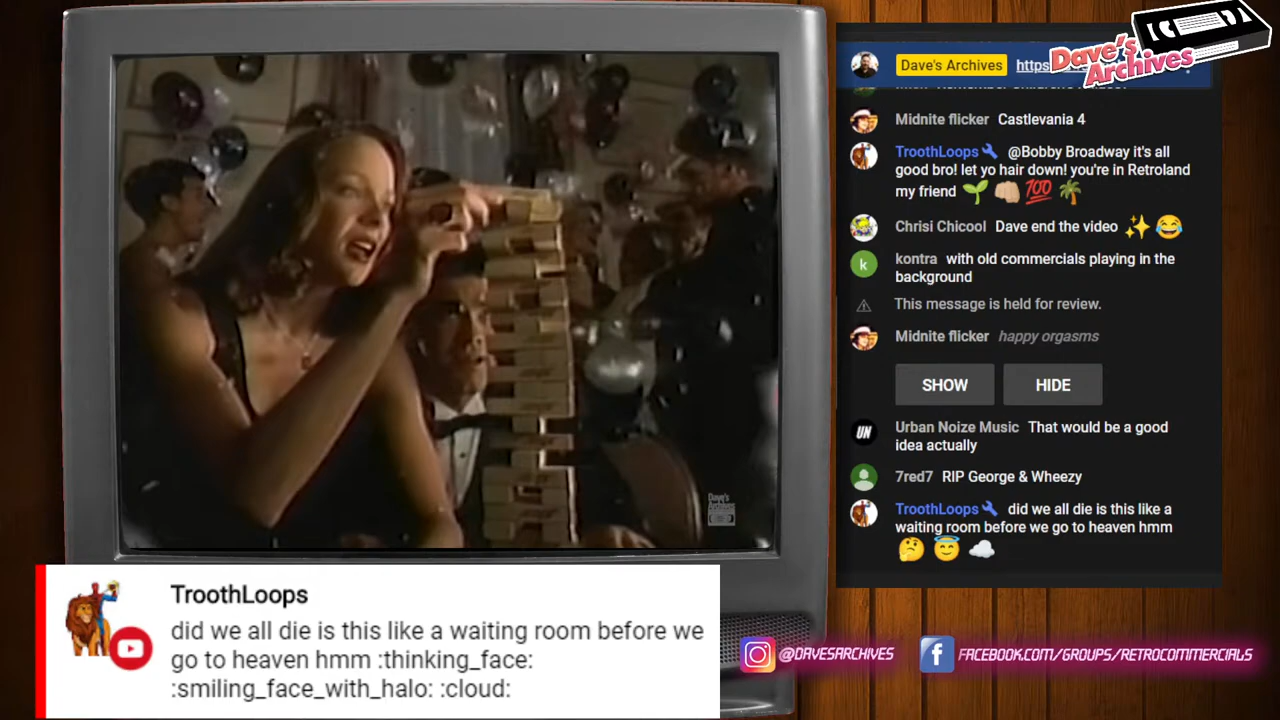 Dave's
Archives
Dave's Archives
Midnite flicker Castlevania 4
TroothLoops @Bobby Broadway it's all
good bro! let yo hair down! you're in Retroland
my friend 🌱 👊🏼 💯 🌴
Chrisi Chicool Dave end the video ✨ 😂
k
kontra with old commercials playing in the
background
This message is held for review.
Midnite flicker happy orgasms
SHOW HIDE
UN
Urban Noize Music That would be a good
idea actually
7red7 RIP George & Wheezy
TroothLoops did we all die is this like a
waiting room before we go to heaven hmm
🤔 😇 ☁️
Dave's
Archives
TroothLoops
did we all die is this like a waiting room before we
go to heaven hmm :thinking_face:
:smiling_face_with_halo: :cloud:
@DAVESARCHIVES
FACEBOOK.COM/GROUPS/RETROCOMMERCIALS